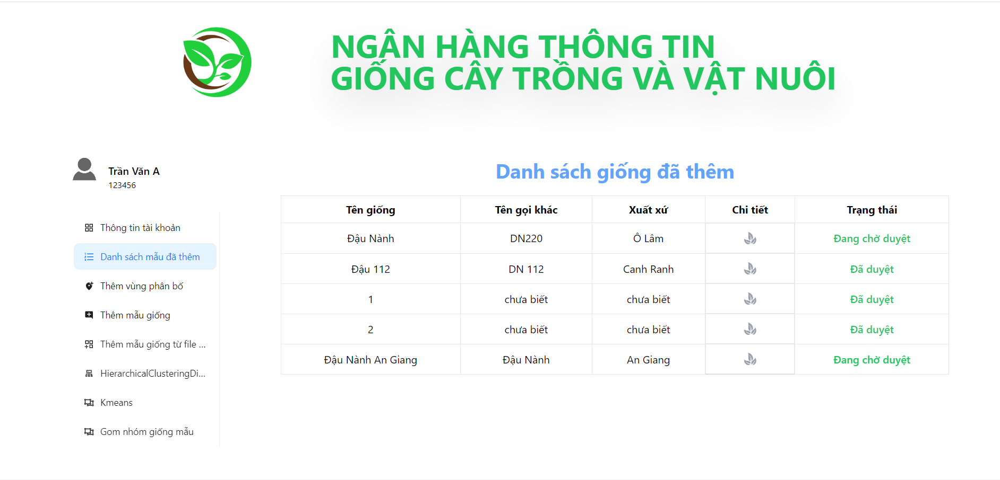 NGÂN HÀNG THÔNG TIN
GIỐNG CÂY TRỒNG VÀ VẬT NUÔI
Trần Văn A
123456
Thông tin tài khoản
Danh sách mẫu đã thêm
Thêm vùng phân bố
Thêm mẫu giống
Thêm mẫu giống từ file ...
HierarchicalClusteringDi...
Kmeans
Gom nhóm giống mẫu
Danh sách giống đã thêm
Tên giống Tên gọi khác Xuất xứ Chi tiết Trạng thái
Đậu Nành DN220 Ô Lâm Đang chờ duyệt
Đậu 112 DN 112 Canh Ranh Đã duyệt
1 chưa biết chưa biết Đã duyệt
2 chưa biết chưa biết Đã duyệt
Đậu Nành An Giang Đậu Nành An Giang Đang chờ duyệt